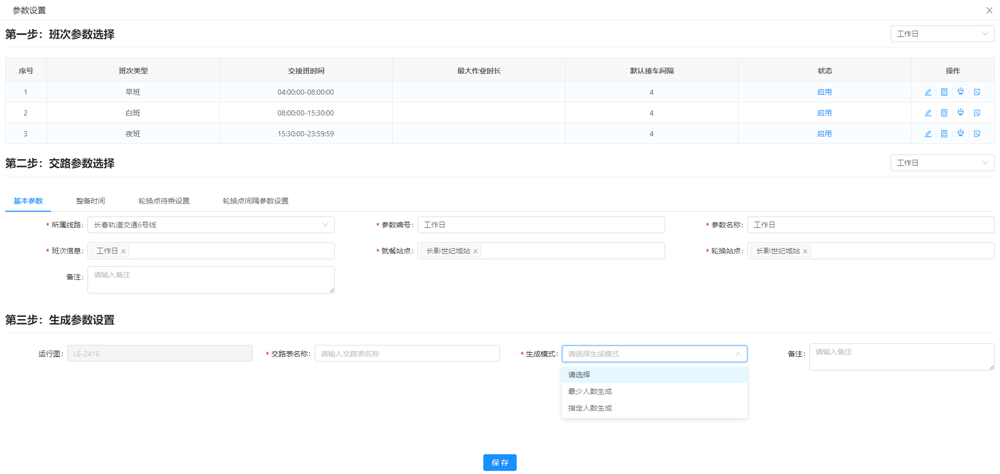 参数设置
X
第一步：班次参数选择
工作日
序号 班次类型 交接班时间 最大作业时长 默认接车间隔 状态 操作
1 早班 04:00:00-08:00:00 4 启用
2 白班 08:00:00-15:30:00 4 启用
3 夜班 15:30:00-23:59:59 4 启用
第二步：交路参数选择
工作日
基本参数 整备时间 轮换点待乘设置 轮换点间隔参数设置
* 所属线路： 长春轨道交通6号线 * 参数编号： 工作日 * 参数名称： 工作日
* 班次信息： 工作日 x * 就餐站点： 长影世纪城站 x * 轮换站点： 长影世纪城站 x
备注： 请输入备注
第三步：生成参数设置
运行图： L6-2416 * 交路表名称： 请输入交路表名称 * 生成模式： 请选择生成模式 备注： 请输入备注
请选择
最少人数生成
指定人数生成
保 存